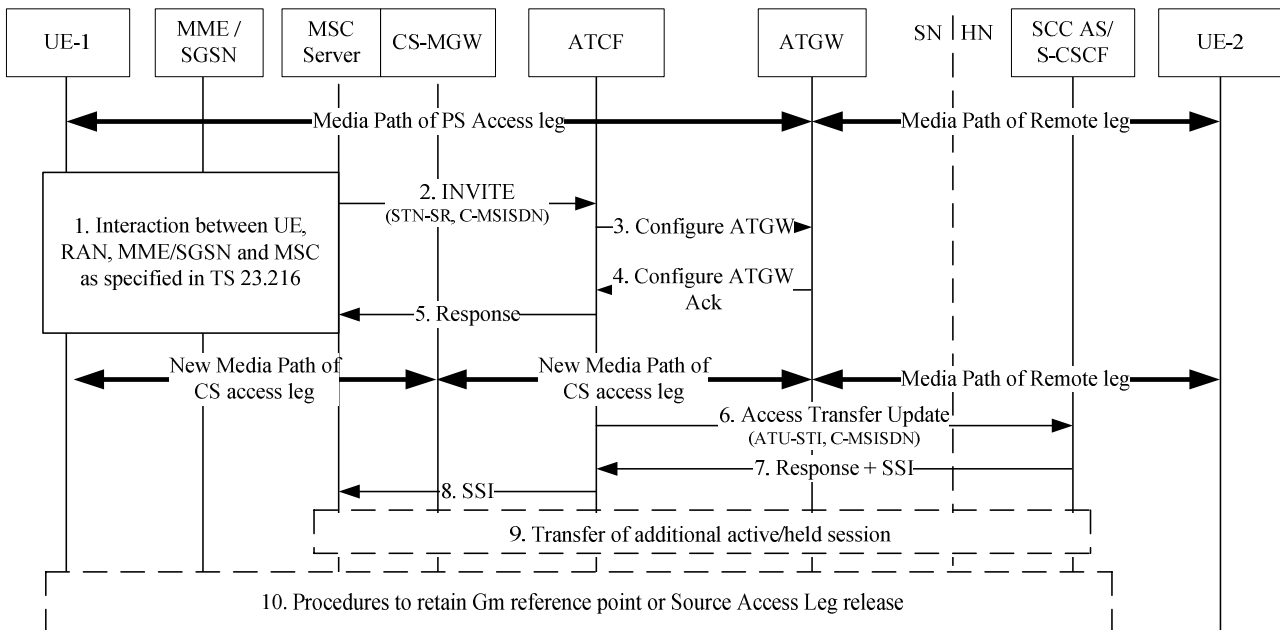 UE-1
MME /
SGSN
MSC
Server
CS-MGW
ATCF
ATGW
SN
HN
SCC AS/
S-CSCF
UE-2
Media Path of PS Access leg
Media Path of Remote leg
1. Interaction between UE,
RAN, MME/SGSN and MSC
as specified in TS 23.216
2. INVITE
(STN-SR, C-MSISDN)
3. Configure ATGW
4. Configure ATGW
Ack
5. Response
New Media Path of
CS access leg
New Media Path of
CS access leg
Media Path of Remote leg
6. Access Transfer Update
(ATU-STI, C-MSISDN)
7. Response + SSI
8. SSI
9. Transfer of additional active/held session
10. Procedures to retain Gm reference point or Source Access Leg release